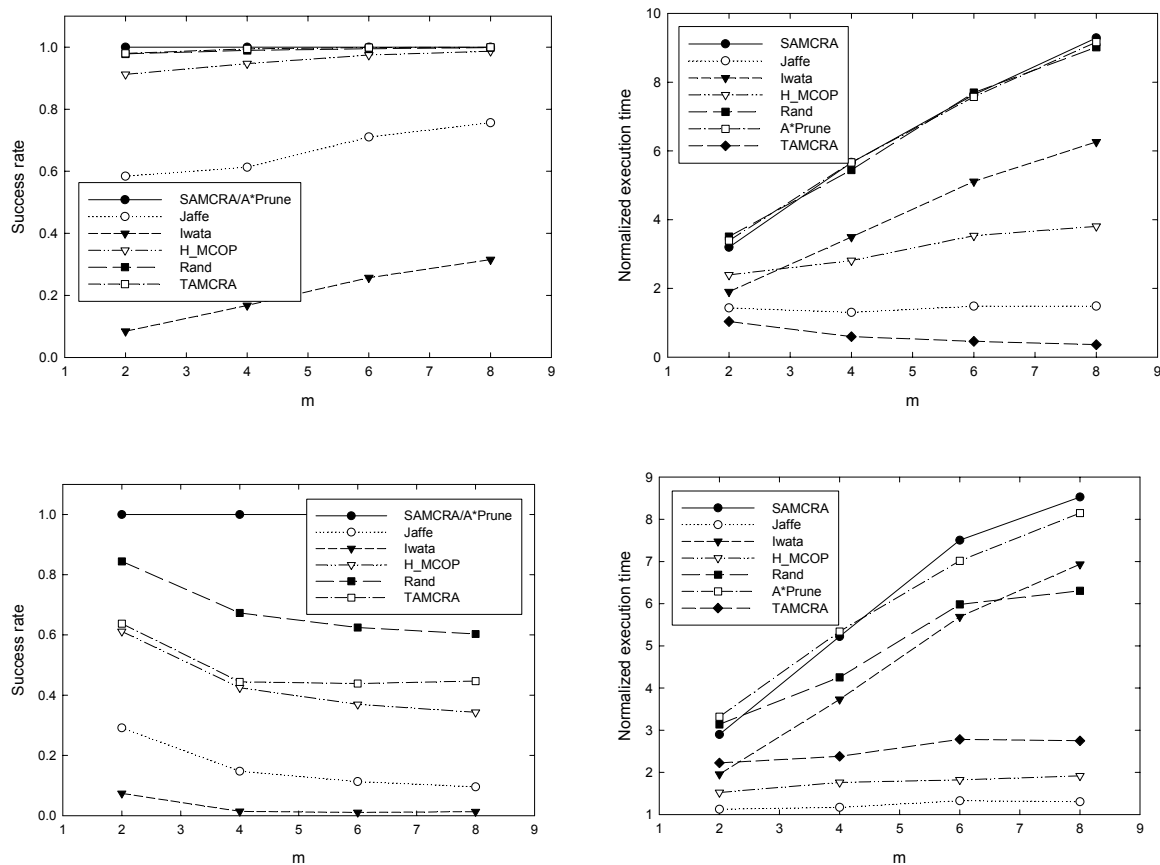 Success rate
1.0
0.8
0.6
0.4
0.2
0.0
SAMCRA/A*Prune
Jaffe
Iwata
H_MCOP
Rand
TAMCRA
1 2 3 4 5 6 7 8 9
m
Normalized execution time
10
8
6
4
2
0
SAMCRA
Jaffe
Iwata
H_MCOP
Rand
A*Prune
TAMCRA
1 2 3 4 5 6 7 8 9
m
Success rate
1.0
0.8
0.6
0.4
0.2
0.0
SAMCRA/A*Prune
Jaffe
Iwata
H_MCOP
Rand
TAMCRA
1 2 3 4 5 6 7 8 9
m
Normalized execution time
9
8
7
6
5
4
3
2
1
SAMCRA
Jaffe
Iwata
H_MCOP
Rand
A*Prune
TAMCRA
1 2 3 4 5 6 7 8 9
m